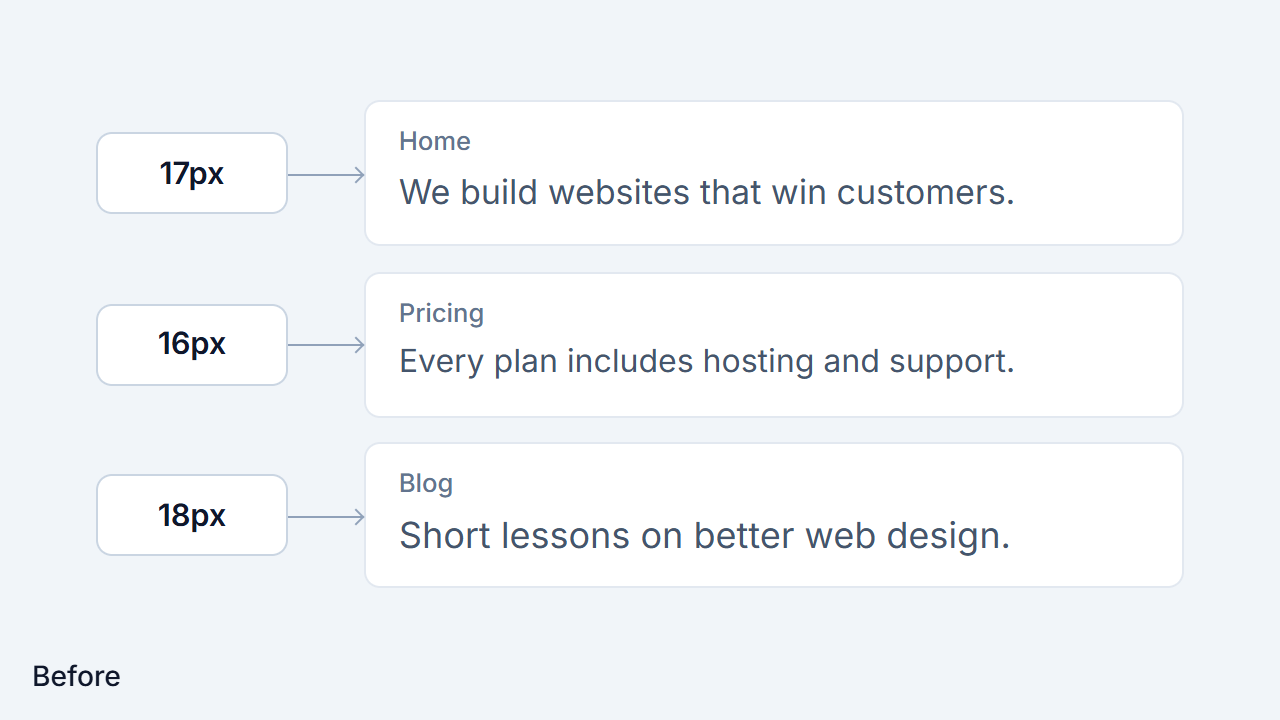 17px
Home
We build websites that win customers.
16px
Pricing
Every plan includes hosting and support.
18px
Blog
Short lessons on better web design.
Before